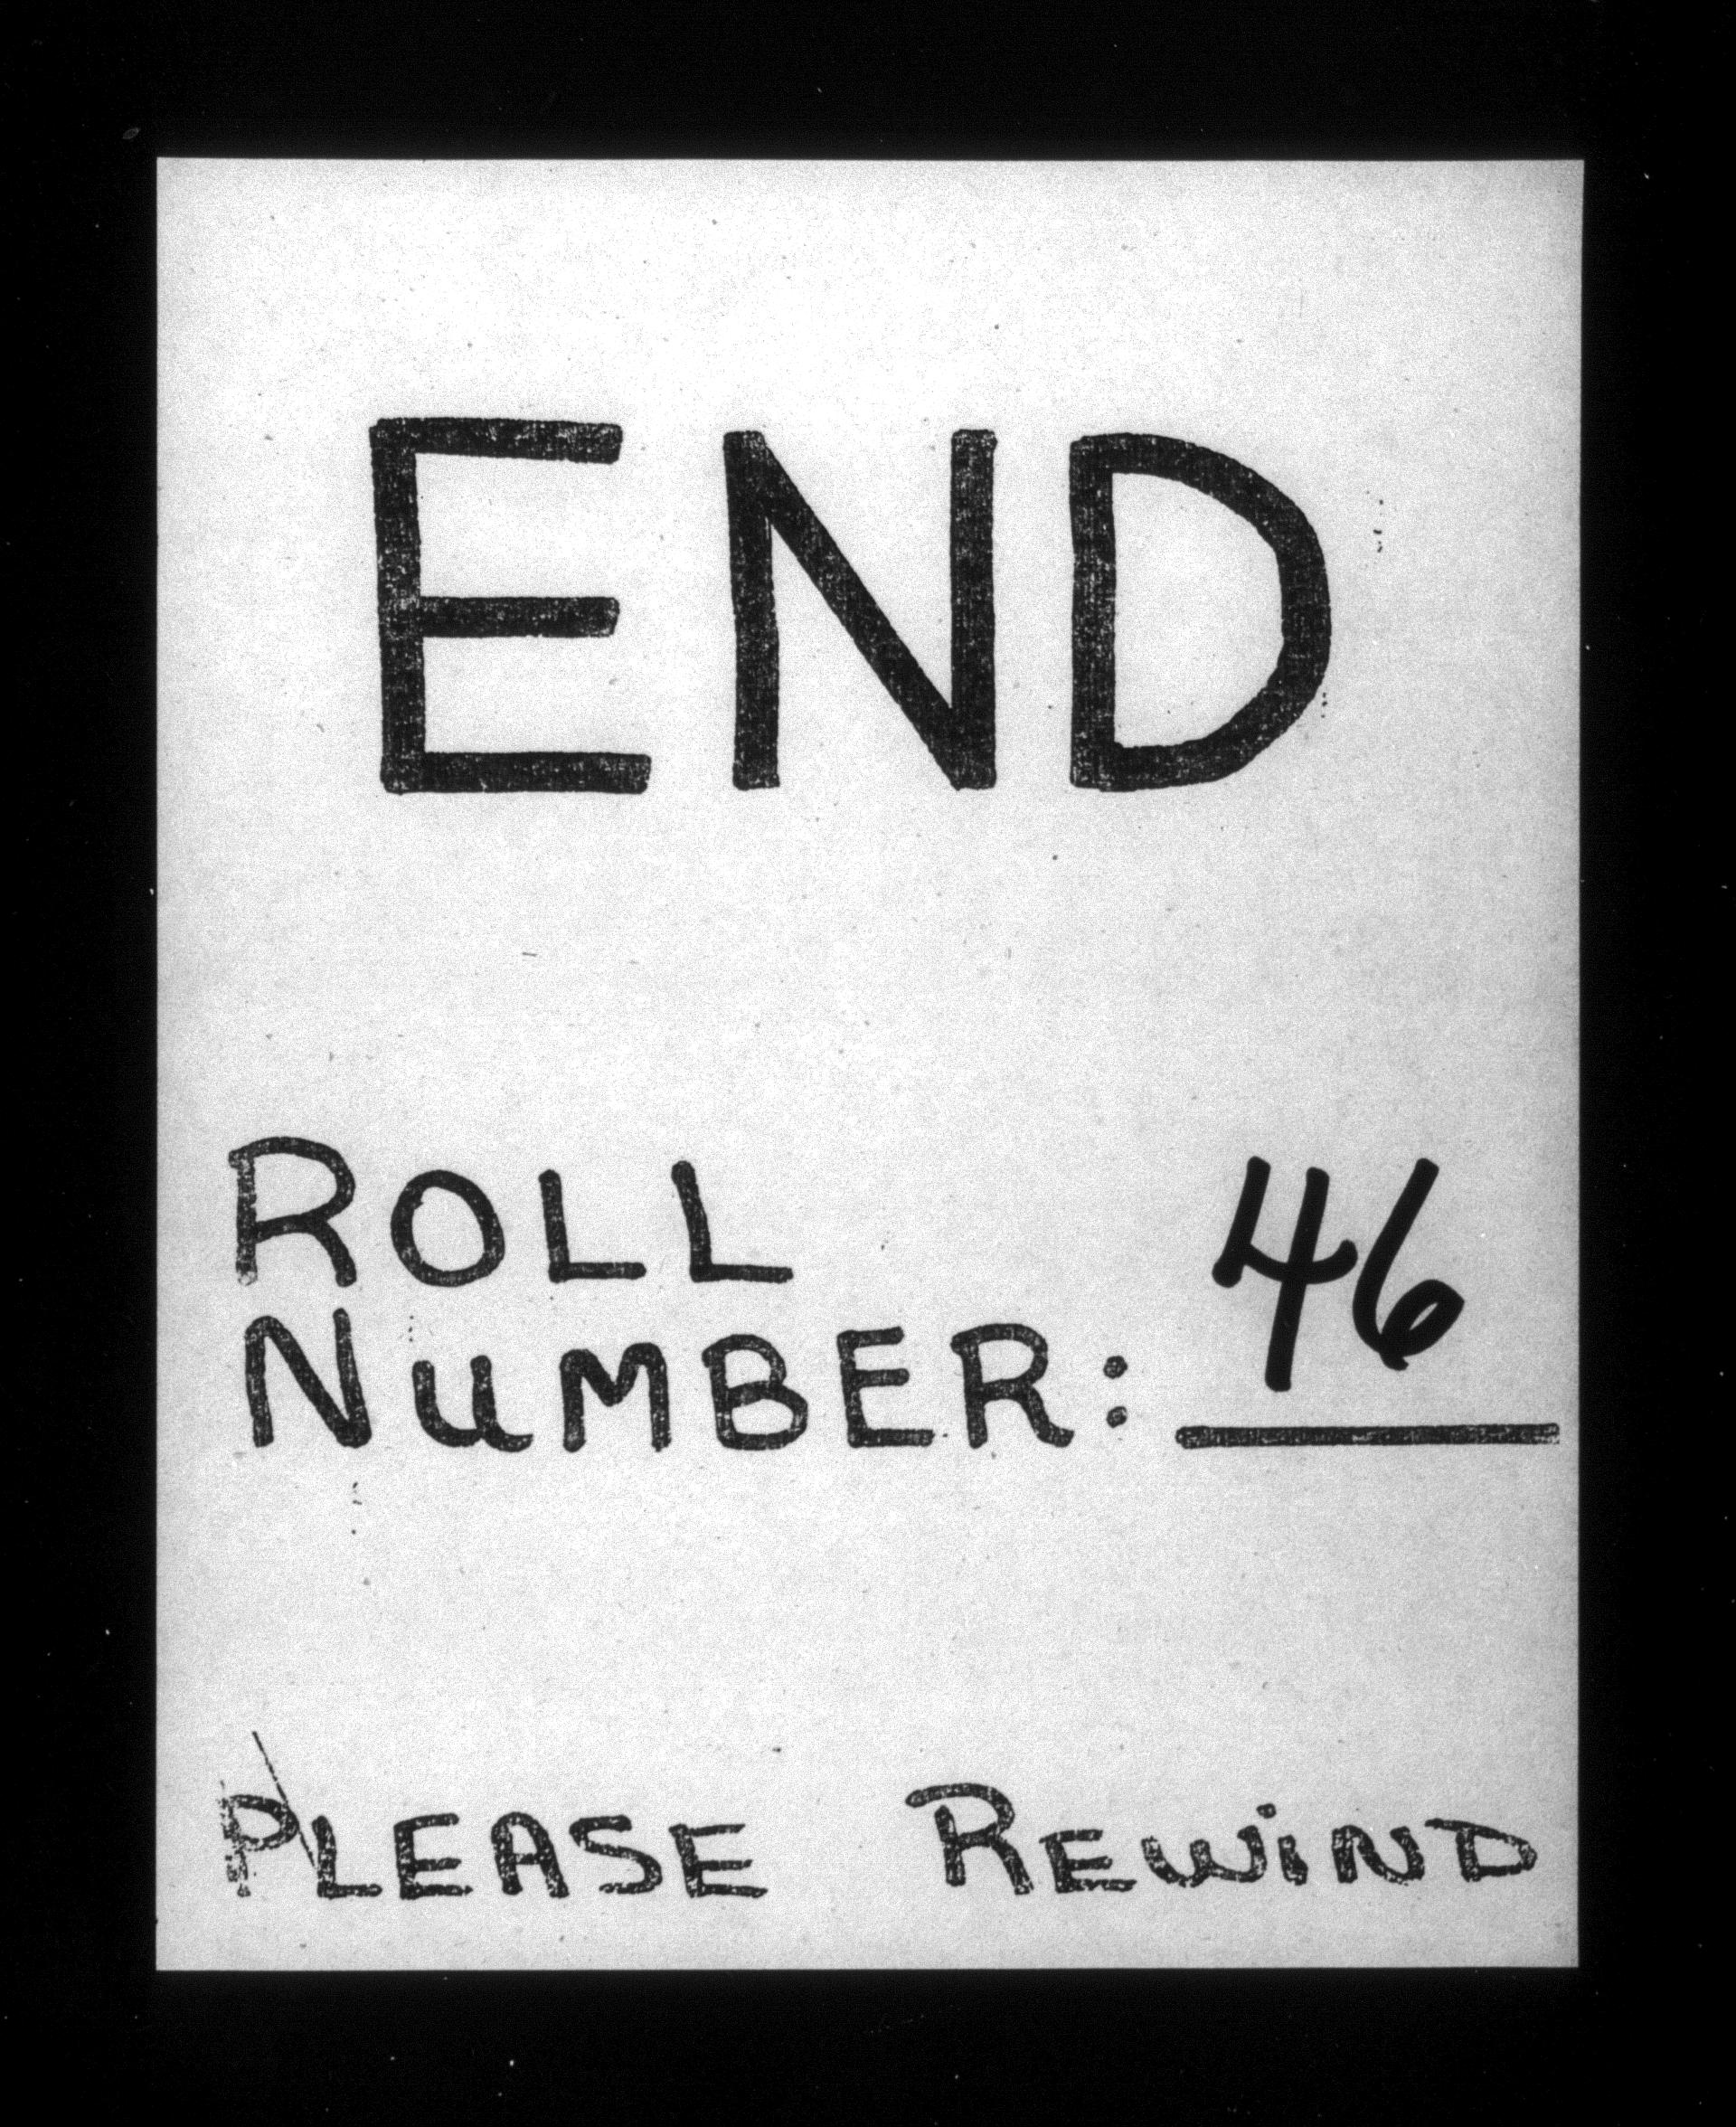 END
ROLL
NuMBER: 46
PLEASE REWiND